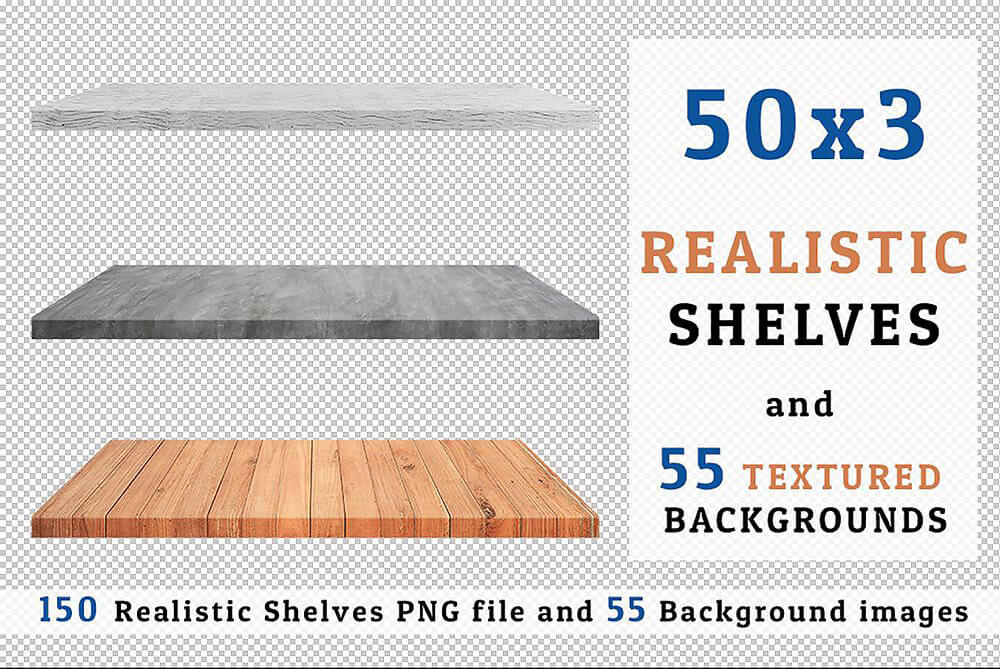 50x3
REALISTIC
SHELVES
and
55 TEXTURED
BACKGROUNDS
150 Realistic Shelves PNG file and 55 Background images